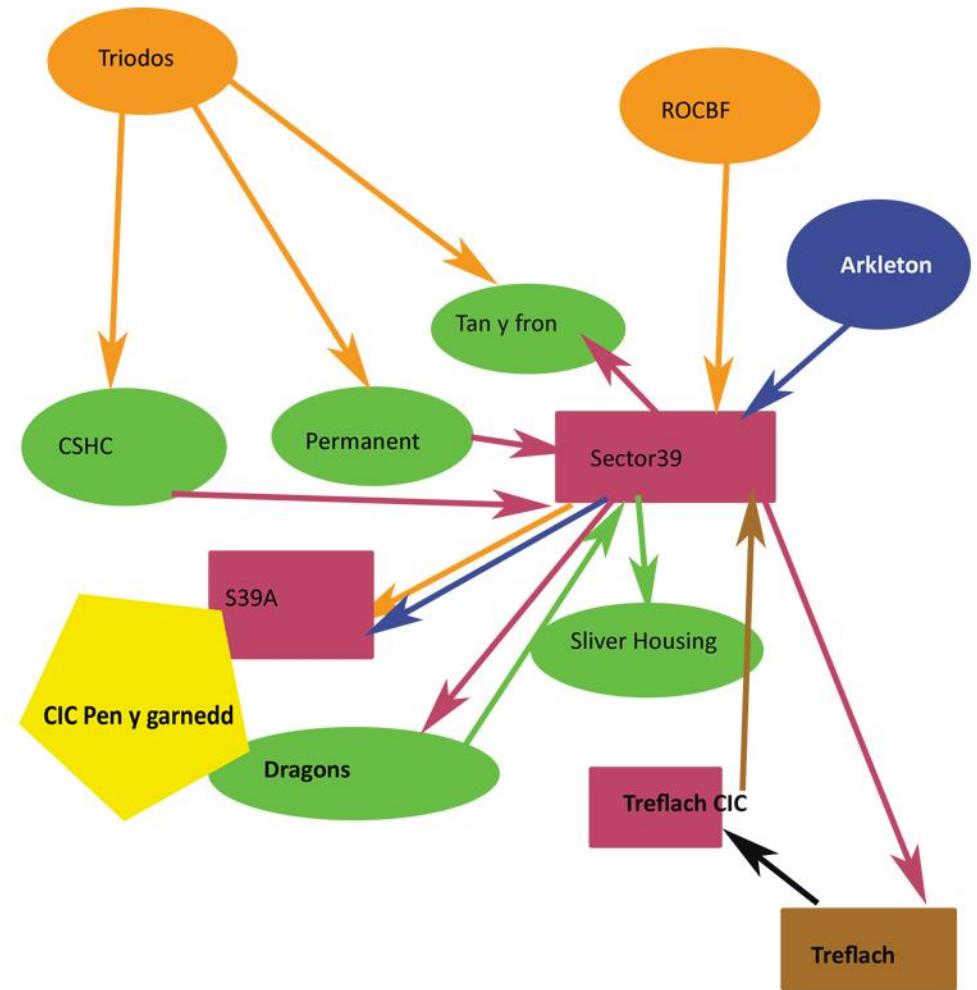 Triodos
ROCBF
Arkleton
Tan y fron
CSHC
Permanent
Sector39
S39A
Sliver Housing
CIC Pen y garnedd
Dragons
Treflach CIC
Treflach